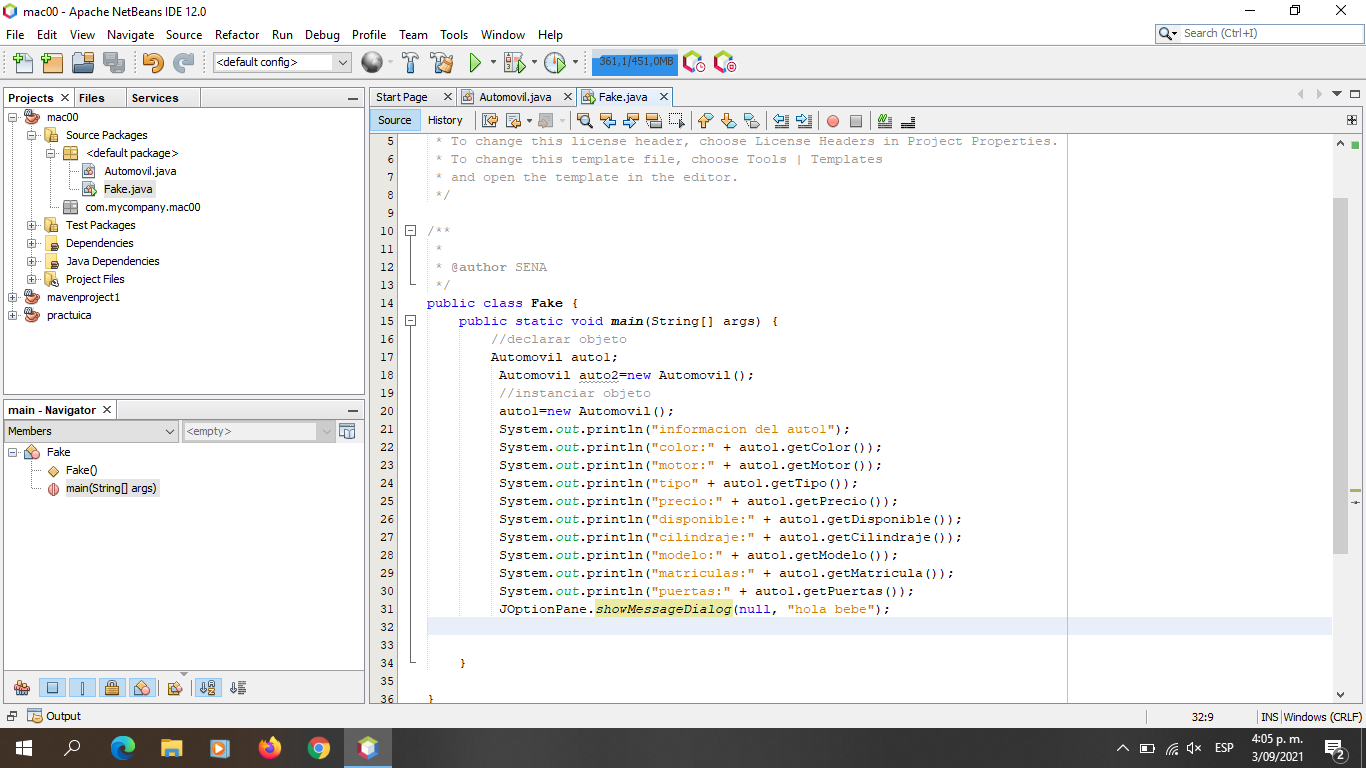 mac00 - Apache NetBeans IDE 12.0
File Edit View Navigate Source Refactor Run Debug Profile Team Tools Window Help
Search (Ctrl+I)
<default config>
361,1/451,0MB
Projects Files Services
mac00
Source Packages
<default package>
Automovil.java
Fake.java
com.mycompany.mac00
Test Packages
Dependencies
Java Dependencies
Project Files
mavenproject1
practuica
main - Navigator
Members
<empty>
Fake
Fake()
main(String[] args)
Start Page Automovil.java Fake.java
Source History
5 * To change this license header, choose License Headers in Project Properties.
6 * To change this template file, choose Tools | Templates
7 * and open the template in the editor.
8 */
9
10 /**
11 *
12 * @author SENA
13 */
14 public class Fake {
15 public static void main(String[] args) {
16 //declarar objeto
17 Automovil auto1;
18 Automovil auto2=new Automovil();
19 //instanciar objeto
20 auto1=new Automovil();
21 System.out.println("informacion del auto1");
22 System.out.println("color:" + auto1.getColor());
23 System.out.println("motor:" + auto1.getMotor());
24 System.out.println("tipo" + auto1.getTipo());
25 System.out.println("precio:" + auto1.getPrecio());
26 System.out.println("disponible:" + auto1.getDisponible());
27 System.out.println("cilindraje:" + auto1.getCilindraje());
28 System.out.println("modelo:" + auto1.getModelo());
29 System.out.println("matriculas:" + auto1.getMatricula());
30 System.out.println("puertas:" + auto1.getPuertas());
31 JOptionPane.showMessageDialog(null, "hola bebe");
32
33
34 }
35
36 }
Output
32:9 INS Windows (CRLF)
ESP
4:05 p. m.
3/09/2021
2